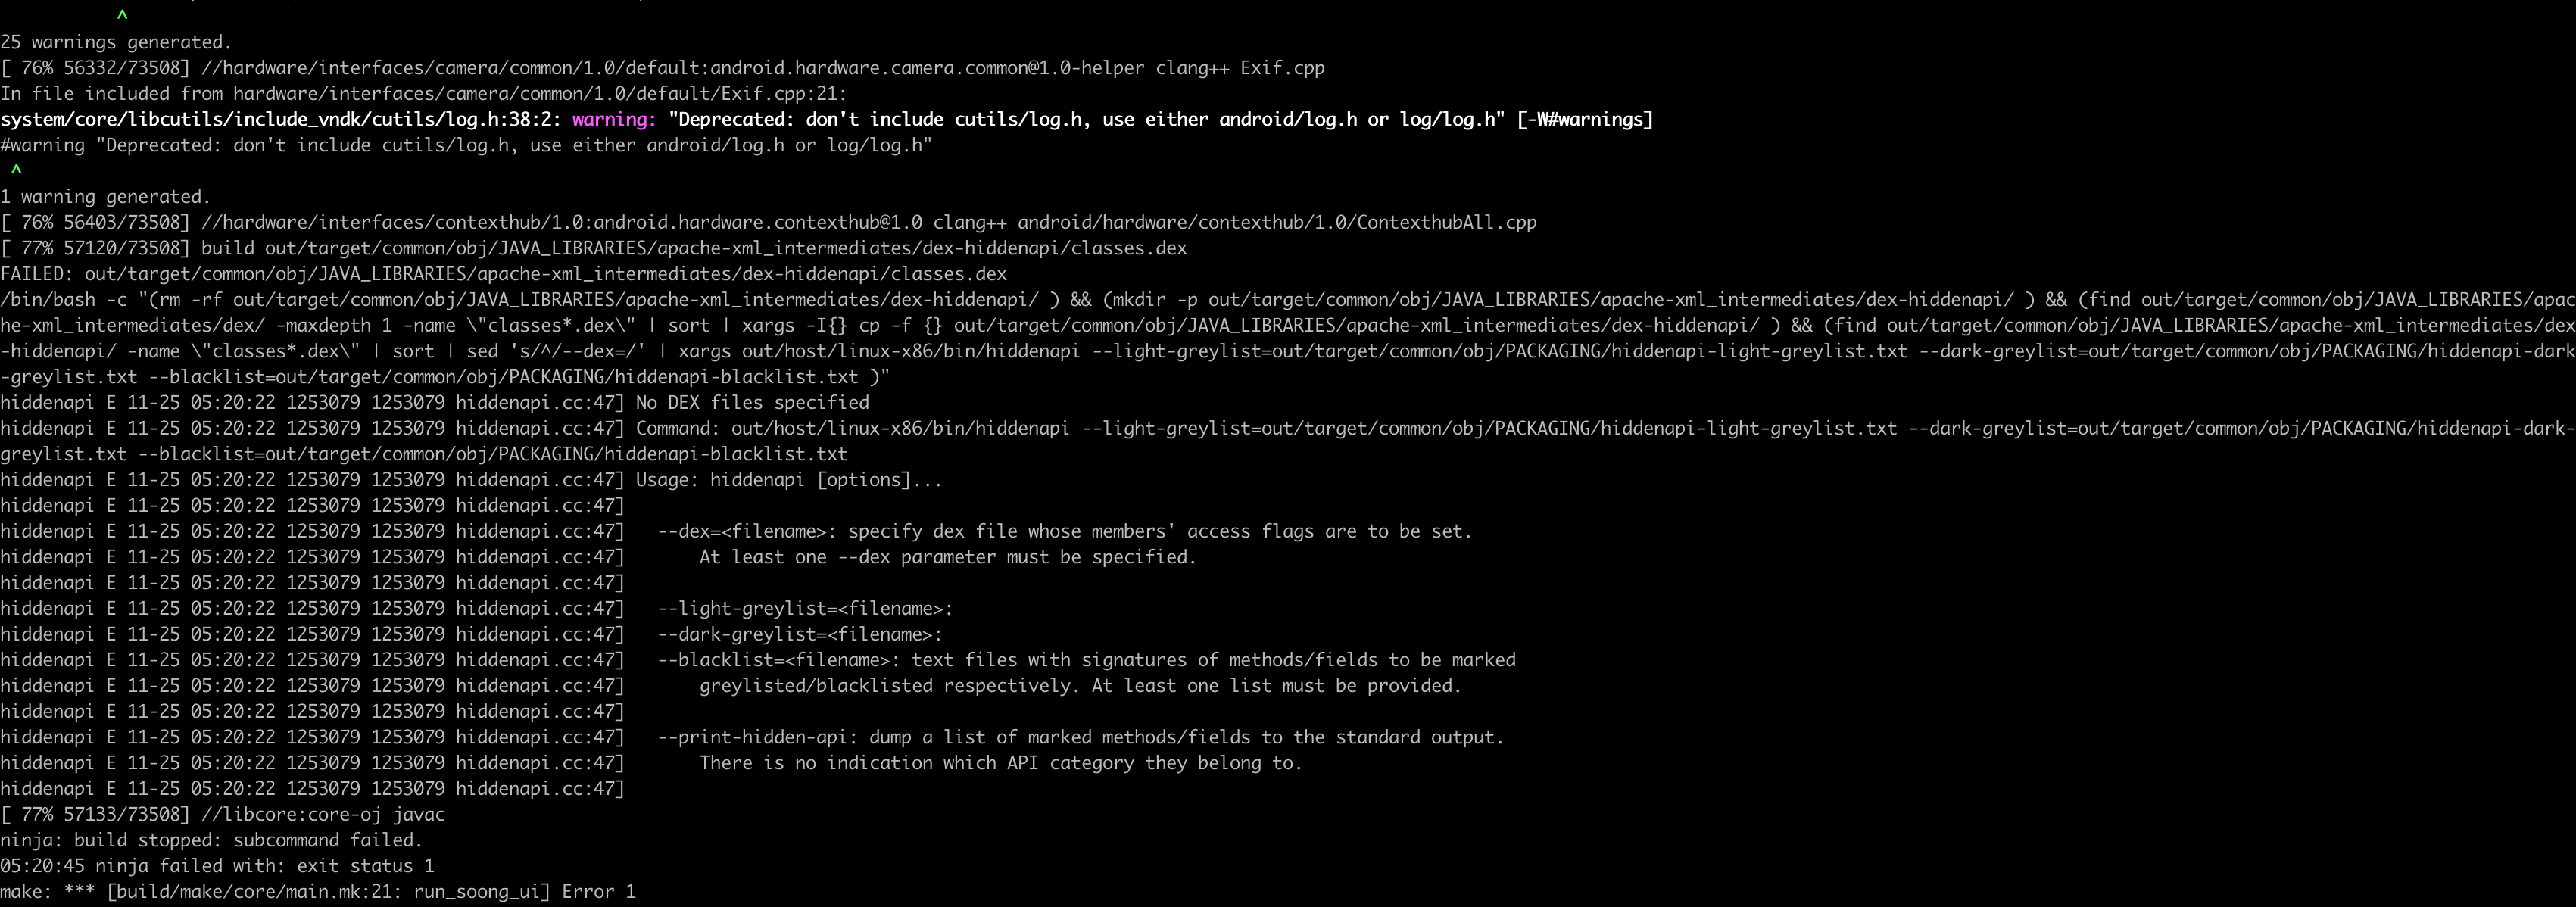 ^
25 warnings generated.
[ 76% 56332/73508] //hardware/interfaces/camera/common/1.0/default:android.hardware.camera.common@1.0-helper clang++ Exif.cpp
In file included from hardware/interfaces/camera/common/1.0/default/Exif.cpp:21:
system/core/libcutils/include_vndk/cutils/log.h:38:2: warning: "Deprecated: don't include cutils/log.h, use either android/log.h or log/log.h" [-W#warnings]
#warning "Deprecated: don't include cutils/log.h, use either android/log.h or log/log.h"
^
1 warning generated.
[ 76% 56403/73508] //hardware/interfaces/contexthub/1.0:android.hardware.contexthub@1.0 clang++ android/hardware/contexthub/1.0/ContexthubAll.cpp
[ 77% 57120/73508] build out/target/common/obj/JAVA_LIBRARIES/apache-xml_intermediates/dex-hiddenapi/classes.dex
FAILED: out/target/common/obj/JAVA_LIBRARIES/apache-xml_intermediates/dex-hiddenapi/classes.dex
/bin/bash -c "(rm -rf out/target/common/obj/JAVA_LIBRARIES/apache-xml_intermediates/dex-hiddenapi/ ) && (mkdir -p out/target/common/obj/JAVA_LIBRARIES/apache-xml_intermediates/dex-hiddenapi/ ) && (find out/target/common/obj/JAVA_LIBRARIES/apac
he-xml_intermediates/dex/ -maxdepth 1 -name \"classes*.dex\" | sort | xargs -I{} cp -f {} out/target/common/obj/JAVA_LIBRARIES/apache-xml_intermediates/dex-hiddenapi/ ) && (find out/target/common/obj/JAVA_LIBRARIES/apache-xml_intermediates/dex
-hiddenapi/ -name \"classes*.dex\" | sort | sed 's/^/--dex=/' | xargs out/host/linux-x86/bin/hiddenapi --light-greylist=out/target/common/obj/PACKAGING/hiddenapi-light-greylist.txt --dark-greylist=out/target/common/obj/PACKAGING/hiddenapi-dark
-greylist.txt --blacklist=out/target/common/obj/PACKAGING/hiddenapi-blacklist.txt )"
hiddenapi E 11-25 05:20:22 1253079 1253079 hiddenapi.cc:47] No DEX files specified
hiddenapi E 11-25 05:20:22 1253079 1253079 hiddenapi.cc:47] Command: out/host/linux-x86/bin/hiddenapi --light-greylist=out/target/common/obj/PACKAGING/hiddenapi-light-greylist.txt --dark-greylist=out/target/common/obj/PACKAGING/hiddenapi-dark-
greylist.txt --blacklist=out/target/common/obj/PACKAGING/hiddenapi-blacklist.txt
hiddenapi E 11-25 05:20:22 1253079 1253079 hiddenapi.cc:47] Usage: hiddenapi [options]...
hiddenapi E 11-25 05:20:22 1253079 1253079 hiddenapi.cc:47]
hiddenapi E 11-25 05:20:22 1253079 1253079 hiddenapi.cc:47]   --dex=<filename>: specify dex file whose members' access flags are to be set.
hiddenapi E 11-25 05:20:22 1253079 1253079 hiddenapi.cc:47]       At least one --dex parameter must be specified.
hiddenapi E 11-25 05:20:22 1253079 1253079 hiddenapi.cc:47]
hiddenapi E 11-25 05:20:22 1253079 1253079 hiddenapi.cc:47]   --light-greylist=<filename>:
hiddenapi E 11-25 05:20:22 1253079 1253079 hiddenapi.cc:47]   --dark-greylist=<filename>:
hiddenapi E 11-25 05:20:22 1253079 1253079 hiddenapi.cc:47]   --blacklist=<filename>: text files with signatures of methods/fields to be marked
hiddenapi E 11-25 05:20:22 1253079 1253079 hiddenapi.cc:47]       greylisted/blacklisted respectively. At least one list must be provided.
hiddenapi E 11-25 05:20:22 1253079 1253079 hiddenapi.cc:47]
hiddenapi E 11-25 05:20:22 1253079 1253079 hiddenapi.cc:47]   --print-hidden-api: dump a list of marked methods/fields to the standard output.
hiddenapi E 11-25 05:20:22 1253079 1253079 hiddenapi.cc:47]       There is no indication which API category they belong to.
hiddenapi E 11-25 05:20:22 1253079 1253079 hiddenapi.cc:47]
[ 77% 57133/73508] //libcore:core-oj javac
ninja: build stopped: subcommand failed.
05:20:45 ninja failed with: exit status 1
make: *** [build/make/core/main.mk:21: run_soong_ui] Error 1